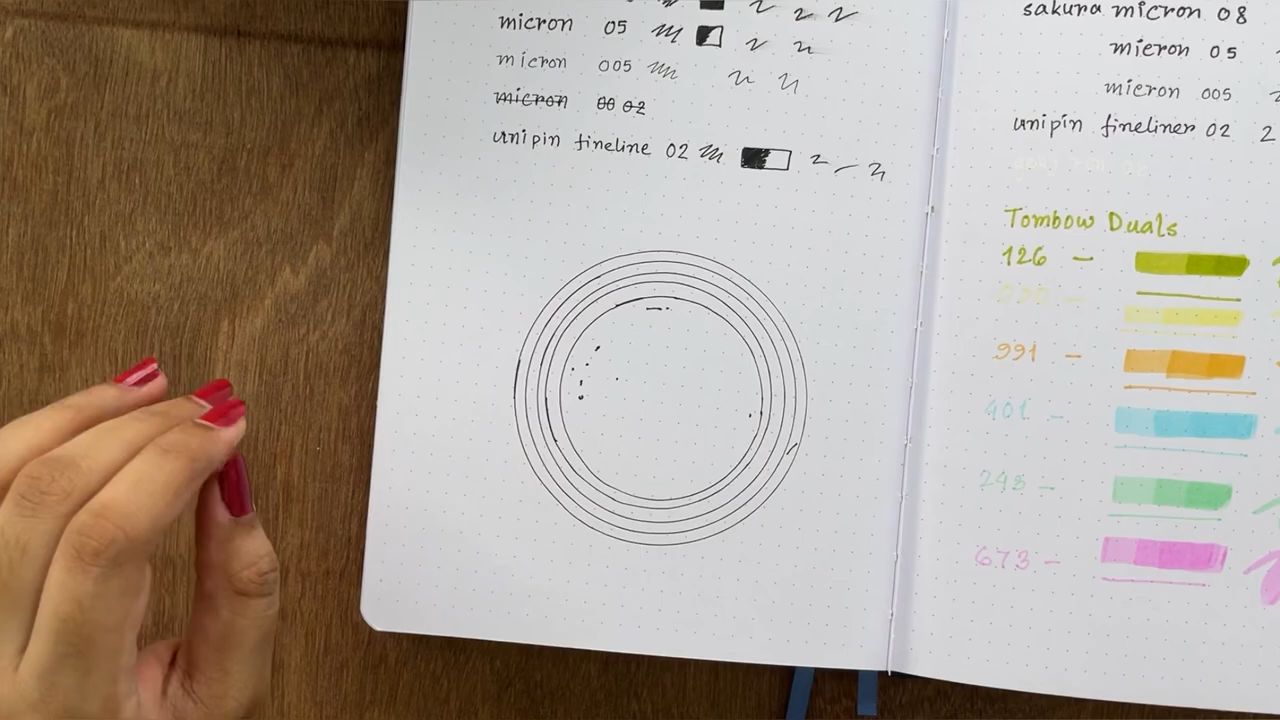 micron 05
micron 005
micron 00 02
unipin fineline 02
sakura micron 08
micron 05
micron 005
unipin fineliner 02
Tombow Duals
126 -
991 -
401 -
243 -
673 -